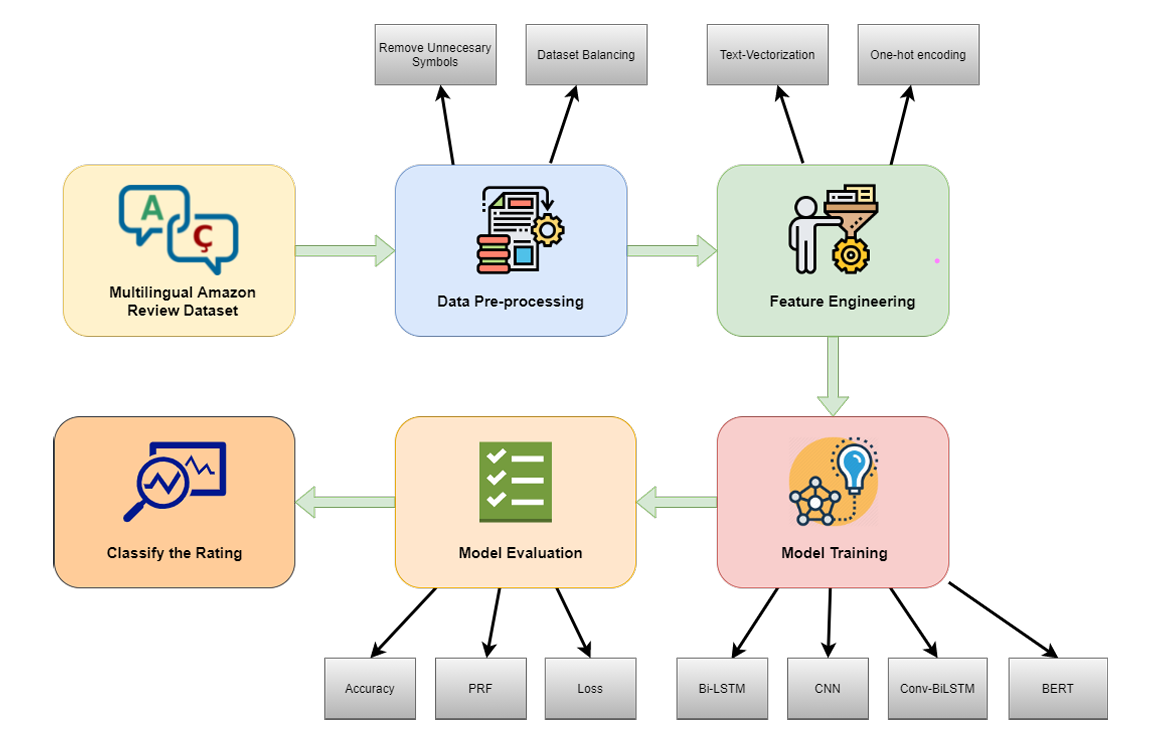 Remove Unnecesary
Symbols
Dataset Balancing
Text-Vectorization
One-hot encoding
A
Ç
Multilingual Amazon
Review Dataset
Data Pre-processing
Feature Engineering
Classify the Rating
Model Evaluation
Model Training
Accuracy
PRF
Loss
Bi-LSTM
CNN
Conv-BiLSTM
BERT